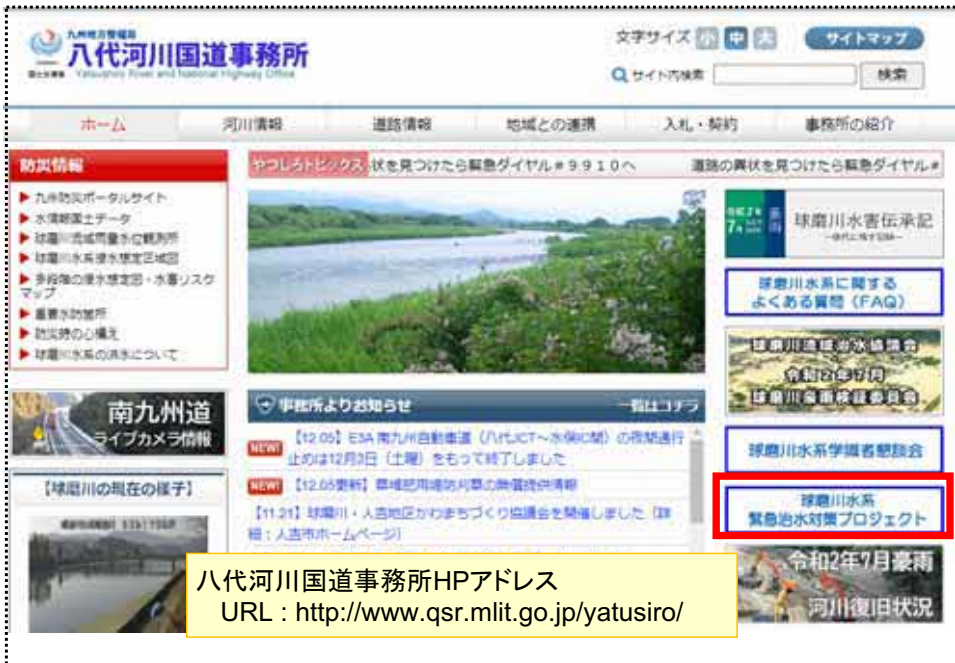 九州地方整備局
八代河川国道事務所
Yatsushiro River and National Highway Office
文字サイズ 小 中 大 サイトマップ
サイト内検索 検索
ホーム 河川情報 道路情報 地域との連携 入札・契約 事務所の紹介
防災情報
九州防災ポータルサイト
水情報国土データ
球磨川流域雨量水位観測所
球磨川水系浸水想定区域図
多段階の浸水想定図・水害リスク
マップ
重要水防箇所
防災時の心構え
球磨川水系の洪水について
やつしろトピックス 状を見つけたら緊急ダイヤル#9910へ 道路の異状を見つけたら緊急ダイヤル#
球磨川水害伝承記
球磨川水系に関する
よくある質問（FAQ）
球磨川流域治水協議会
令和2年7月
球磨川豪雨検証委員会
球磨川水系学識者懇談会
球磨川水系
緊急治水対策プロジェクト
令和2年7月豪雨
河川復旧状況
南九州道
ライブカメラ情報
【球磨川の現在の様子】
事務所よりお知らせ 一覧はコチラ
NEW! 【12.05】E3A 南九州自動車道（八代JCT～水俣IC間）の夜間通行
止めは12月3日（土曜）をもって終了しました
NEW! 【12.05更新】草堆肥用堤防刈草の無償提供情報
【11.21】球磨川・人吉地区かわまちづくり協議会を開催しました（詳
細：人吉市ホームページ）
八代河川国道事務所HPアドレス
URL : http://www.qsr.mlit.go.jp/yatusiro/